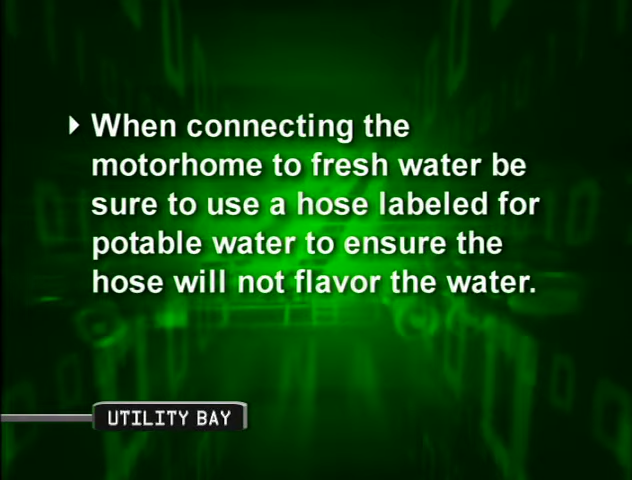 When connecting the
motorhome to fresh water be
sure to use a hose labeled for
potable water to ensure the
hose will not flavor the water.
UTILITY BAY